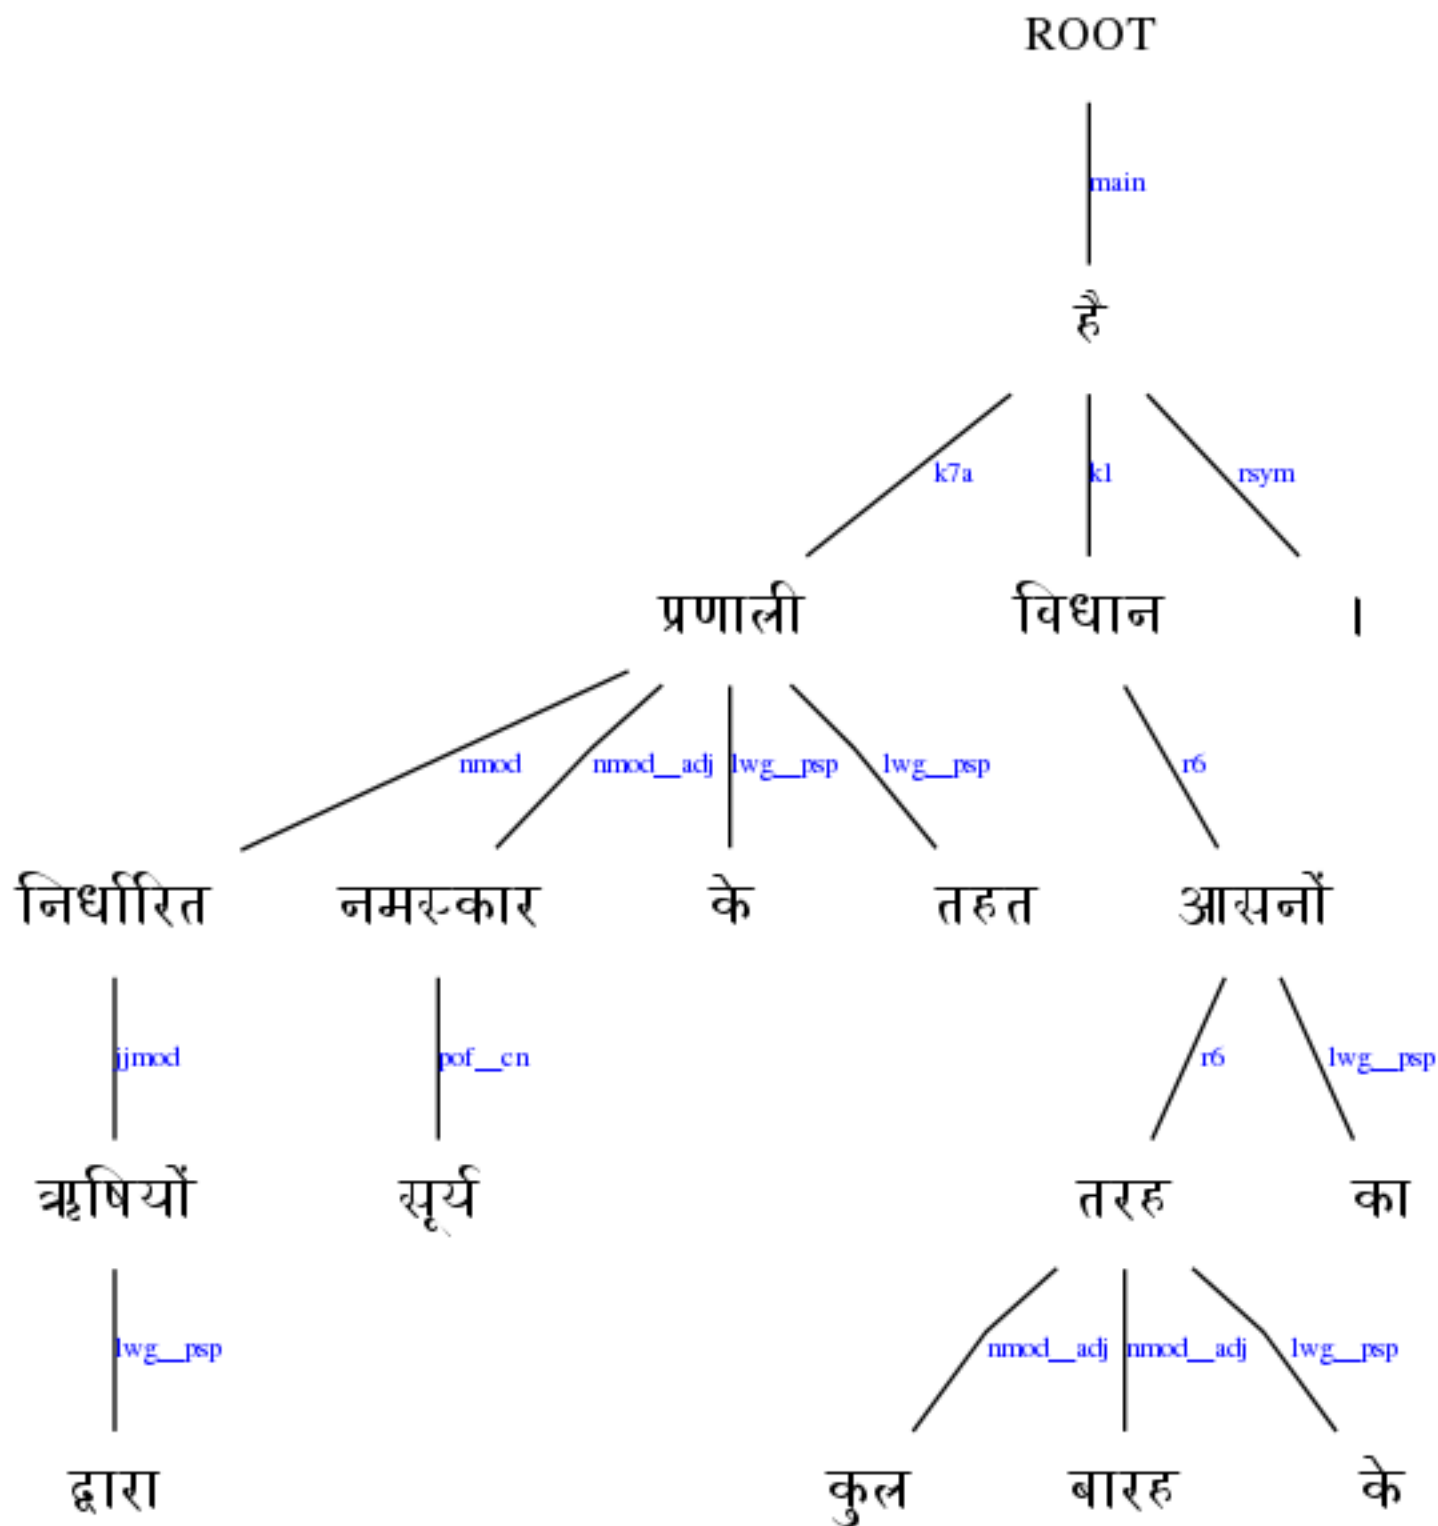 ROOT
main
है
k7a k1 rsym
प्रणाली विधान ।
nmod nmod__adj lwg__psp lwg__psp r6
निर्धारित नमस्कार के तहत आसनों
jjmod pof__cn r6 lwg__psp
ऋषियों सूर्य तरह का
lwg__psp nmod__adj nmod__adj lwg__psp
द्वारा कुल बारह के